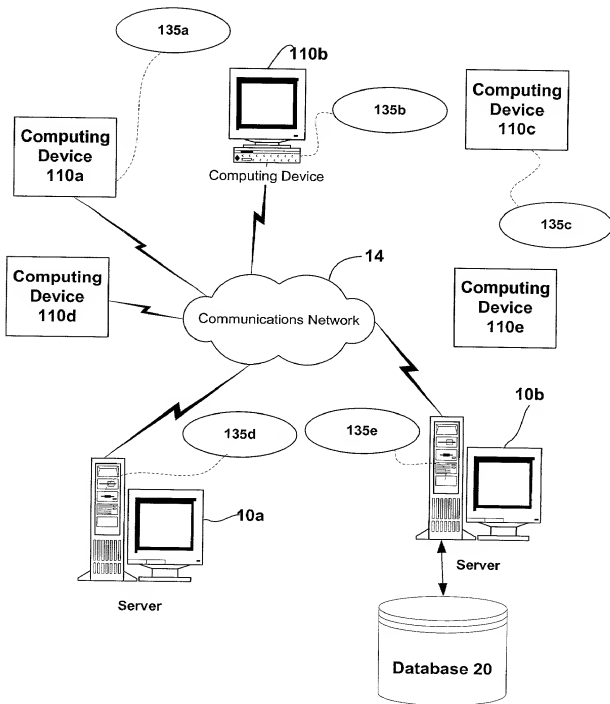 135a
110b
Computing
Device
110a
135b
Computing
Device
110c
Computing Device
135c
14
Computing
Device
110d
Communications Network
Computing
Device
110e
10b
135d
135e
10a
Server
Server
Database 20